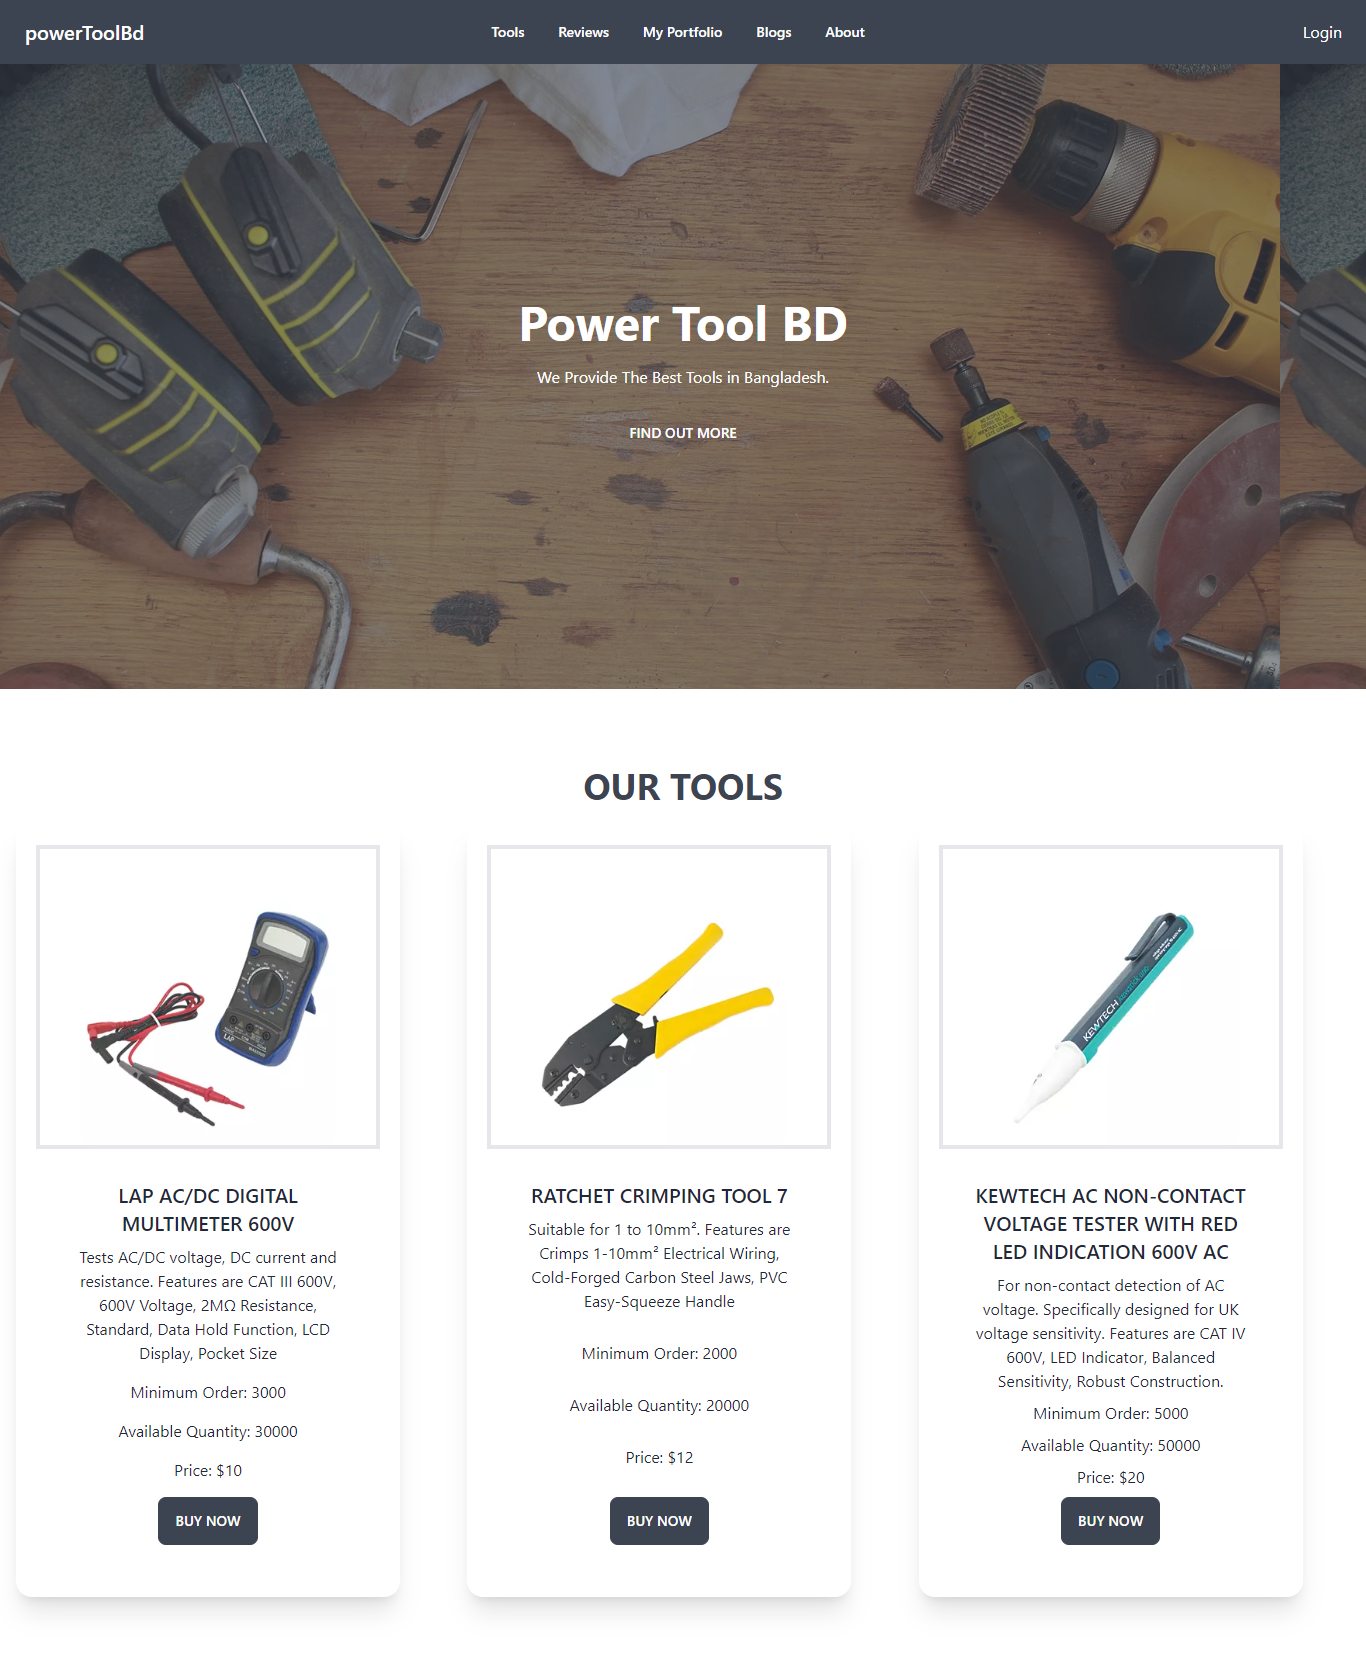 powerToolBd
Tools
Reviews
My Portfolio
Blogs
About
Login
Power Tool BD
We Provide The Best Tools in Bangladesh.
FIND OUT MORE
OUR TOOLS
LAP
KEWTECH
LAP AC/DC DIGITAL
MULTIMETER 600V
Tests AC/DC voltage, DC current and
resistance. Features are CAT III 600V,
600V Voltage, 2MΩ Resistance,
Standard, Data Hold Function, LCD
Display, Pocket Size
Minimum Order: 3000
Available Quantity: 30000
Price: $10
BUY NOW
RATCHET CRIMPING TOOL 7
Suitable for 1 to 10mm². Features are
Crimps 1-10mm² Electrical Wiring,
Cold-Forged Carbon Steel Jaws, PVC
Easy-Squeeze Handle
Minimum Order: 2000
Available Quantity: 20000
Price: $12
BUY NOW
KEWTECH AC NON-CONTACT
VOLTAGE TESTER WITH RED
LED INDICATION 600V AC
For non-contact detection of AC
voltage. Specifically designed for UK
voltage sensitivity. Features are CAT IV
600V, LED Indicator, Balanced
Sensitivity, Robust Construction.
Minimum Order: 5000
Available Quantity: 50000
Price: $20
BUY NOW